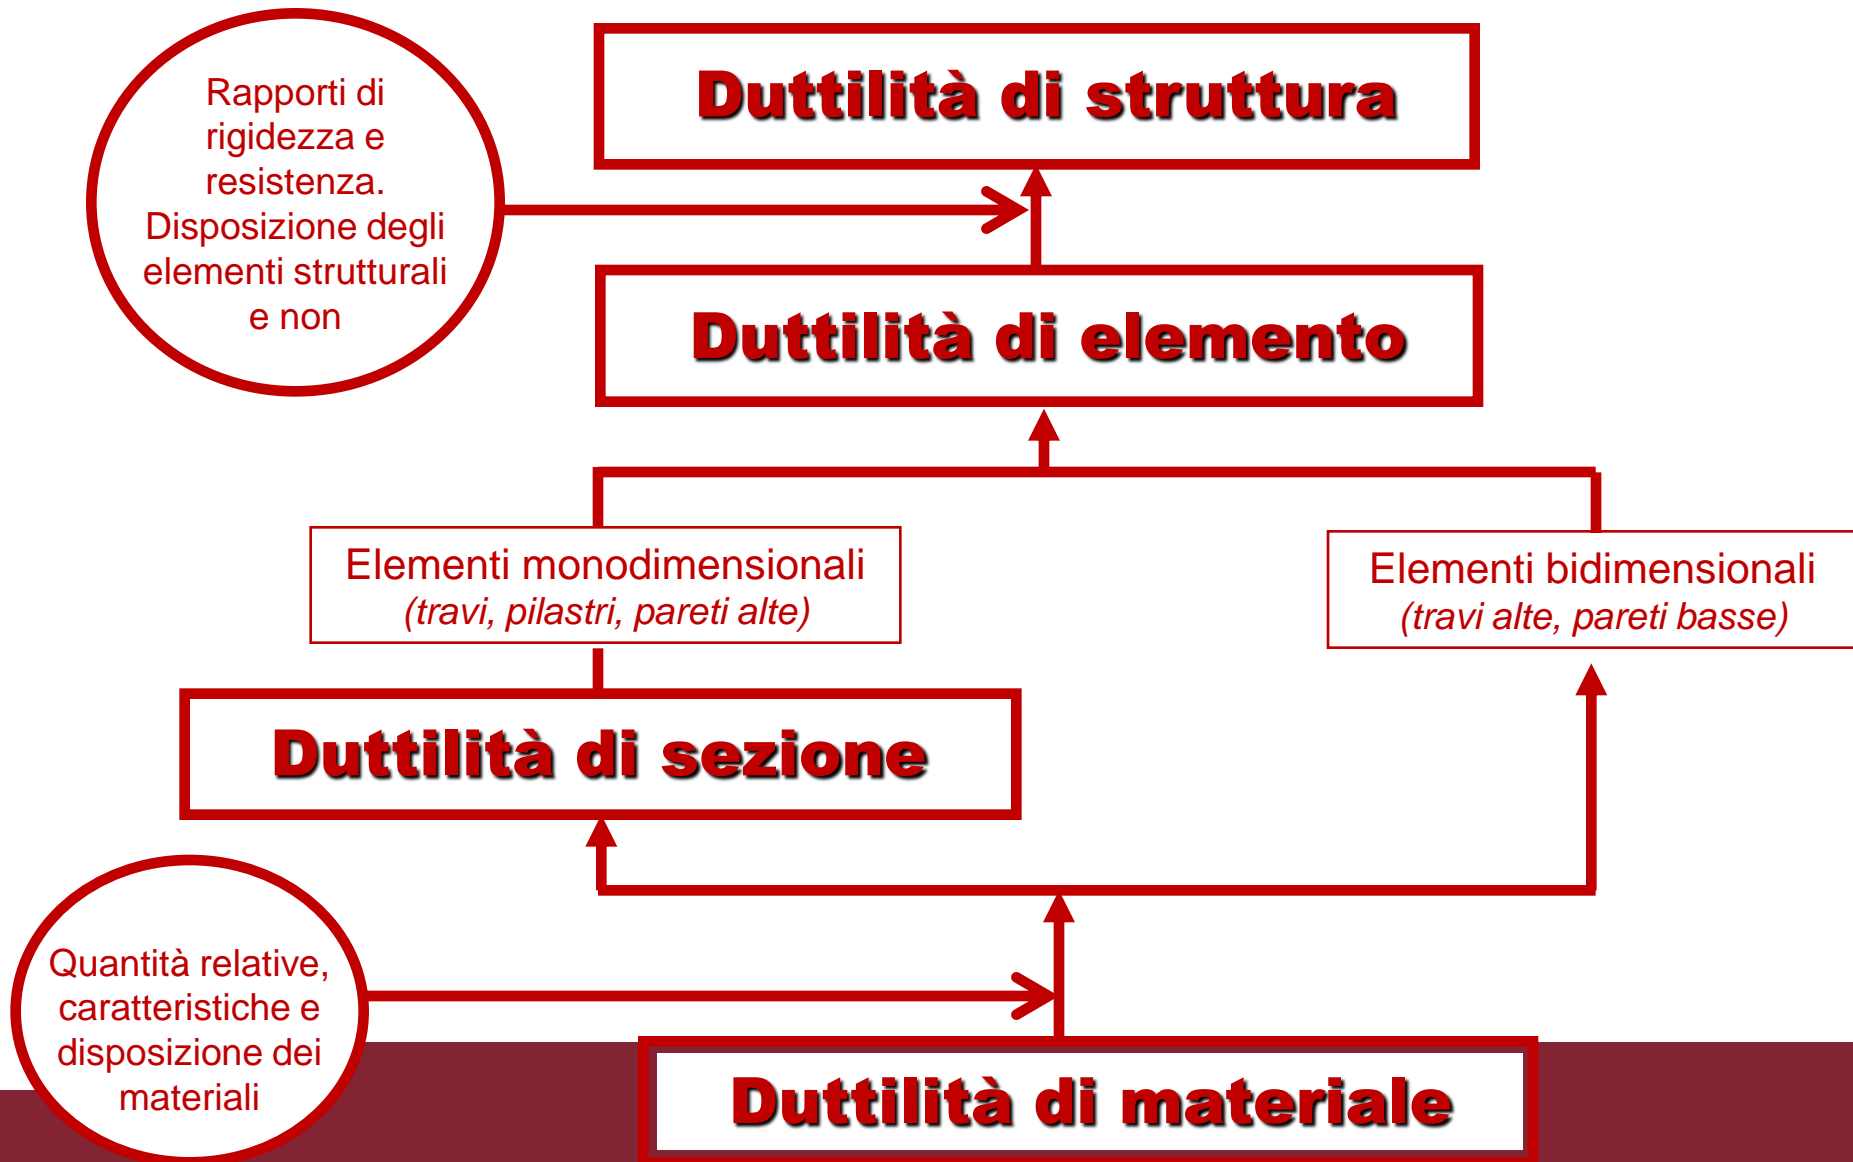 Rapporti di
rigidezza e
resistenza.
Disposizione degli
elementi strutturali
e non
Duttilità di struttura
Duttilità di elemento
Elementi monodimensionali
(travi, pilastri, pareti alte)
Elementi bidimensionali
(travi alte, pareti basse)
Duttilità di sezione
Quantità relative,
caratteristiche e
disposizione dei
materiali
Duttilità di materiale